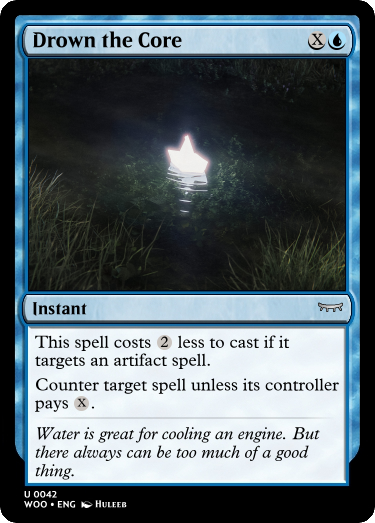 Drown the Core X
Instant
This spell costs 2 less to cast if it
targets an artifact spell.
Counter target spell unless its controller
pays X.
Water is great for cooling an engine. But
there always can be too much of a good
thing.
U 0042
WOO • ENG Huleeb